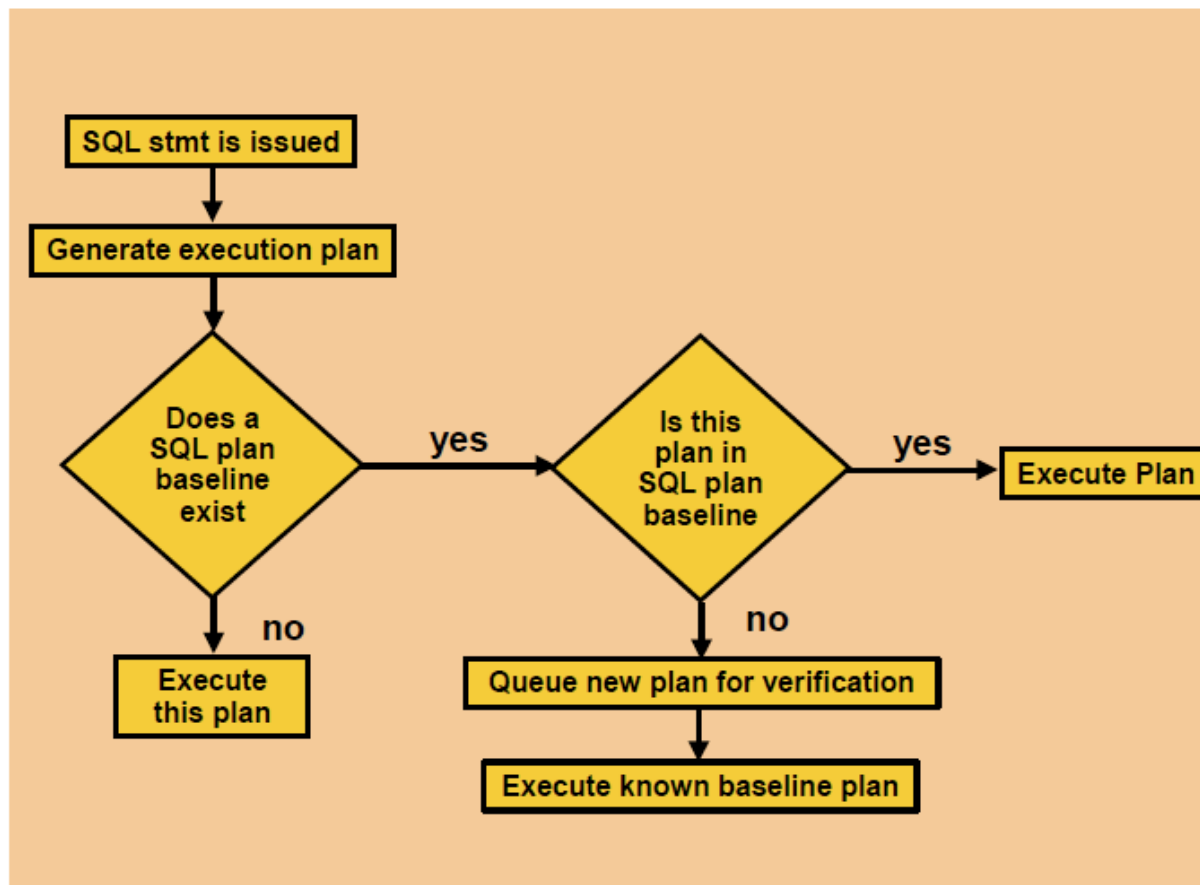 SQL stmt is issued
Generate execution plan
Does a
SQL plan
baseline
exist
yes
Is this
plan in
SQL plan
baseline
yes
Execute Plan
no
Execute
this plan
no
Queue new plan for verification
Execute known baseline plan